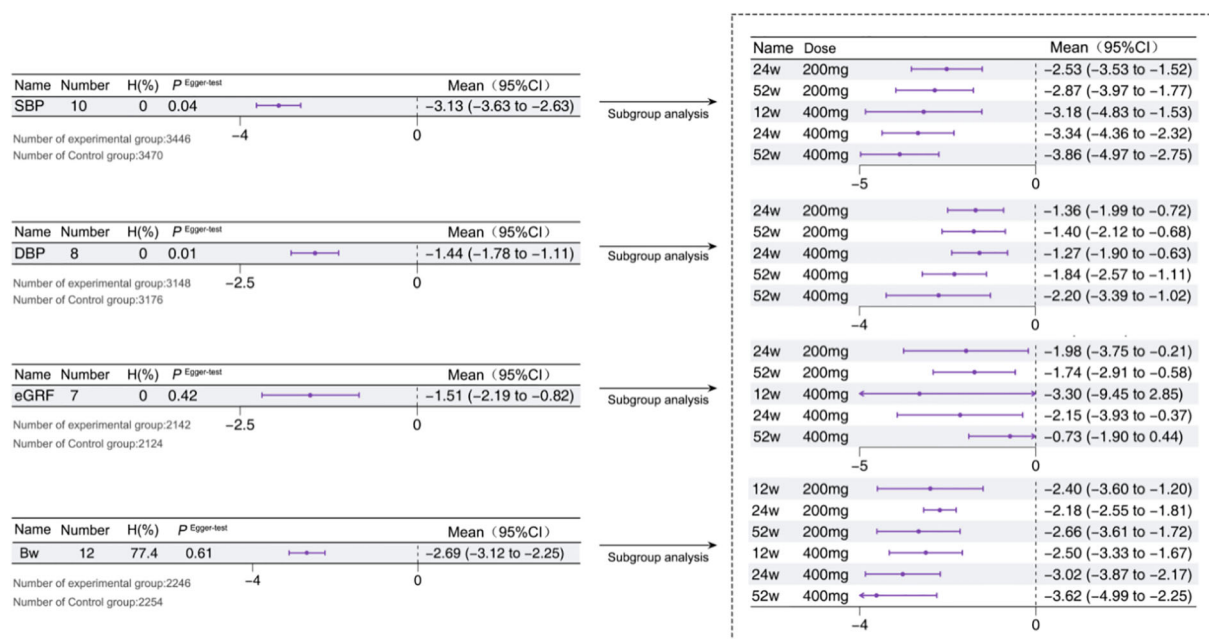 Name Number H(%) P Egger-test Mean（95%CI）
SBP 10 0 0.04 −3.13 (−3.63 to −2.63)
Number of experimental group:3446
−4 0
Number of Control group:3470
Subgroup analysis
Name Number H(%) P Egger-test Mean（95%CI）
DBP 8 0 0.01 −1.44 (−1.78 to −1.11)
Number of experimental group:3148
−2.5 0
Number of Control group:3176
Subgroup analysis
Name Number H(%) P Egger-test Mean（95%CI）
eGRF 7 0 0.42 −1.51 (−2.19 to −0.82)
Number of experimental group:2142
−2.5 0
Number of Control group:2124
Subgroup analysis
Name Number H(%) P Egger-test Mean（95%CI）
Bw 12 77.4 0.61 −2.69 (−3.12 to −2.25)
Number of experimental group:2246
−4 0
Number of Control group:2254
Subgroup analysis
Name Dose Mean（95%CI）
24w 200mg −2.53 (−3.53 to −1.52)
52w 200mg −2.87 (−3.97 to −1.77)
12w 400mg −3.18 (−4.83 to −1.53)
24w 400mg −3.34 (−4.36 to −2.32)
52w 400mg −3.86 (−4.97 to −2.75)
−5 0
24w 200mg −1.36 (−1.99 to −0.72)
52w 200mg −1.40 (−2.12 to −0.68)
24w 400mg −1.27 (−1.90 to −0.63)
52w 400mg −1.84 (−2.57 to −1.11)
52w 400mg −2.20 (−3.39 to −1.02)
−4 0
24w 200mg −1.98 (−3.75 to −0.21)
52w 200mg −1.74 (−2.91 to −0.58)
12w 400mg −3.30 (−9.45 to 2.85)
24w 400mg −2.15 (−3.93 to −0.37)
52w 400mg −0.73 (−1.90 to 0.44)
−5 0
12w 200mg −2.40 (−3.60 to −1.20)
24w 200mg −2.18 (−2.55 to −1.81)
52w 200mg −2.66 (−3.61 to −1.72)
12w 400mg −2.50 (−3.33 to −1.67)
24w 400mg −3.02 (−3.87 to −2.17)
52w 400mg −3.62 (−4.99 to −2.25)
−4 0